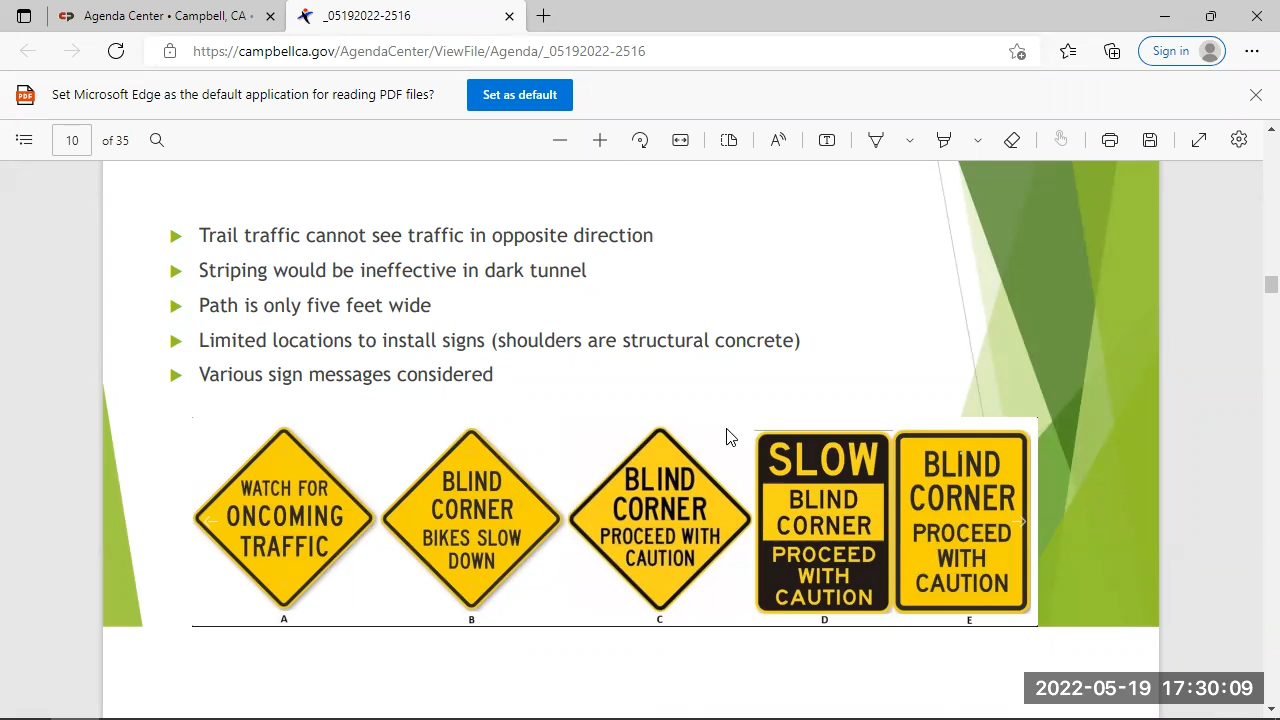 Agenda Center • Campbell, CA •
_05192022-2516
https://campbellca.gov/AgendaCenter/ViewFile/Agenda/_05192022-2516
Sign in
PDF
Set Microsoft Edge as the default application for reading PDF files?
Set as default
10
of 35
Trail traffic cannot see traffic in opposite direction
Striping would be ineffective in dark tunnel
Path is only five feet wide
Limited locations to install signs (shoulders are structural concrete)
Various sign messages considered
WATCH FOR
ONCOMING
TRAFFIC
A
BLIND
CORNER
BIKES SLOW
DOWN
B
BLIND
CORNER
PROCEED WITH
CAUTION
C
SLOW
BLIND
CORNER
PROCEED
WITH
CAUTION
D
BLIND
CORNER
PROCEED
WITH
CAUTION
E
2022-05-19 17:30:09